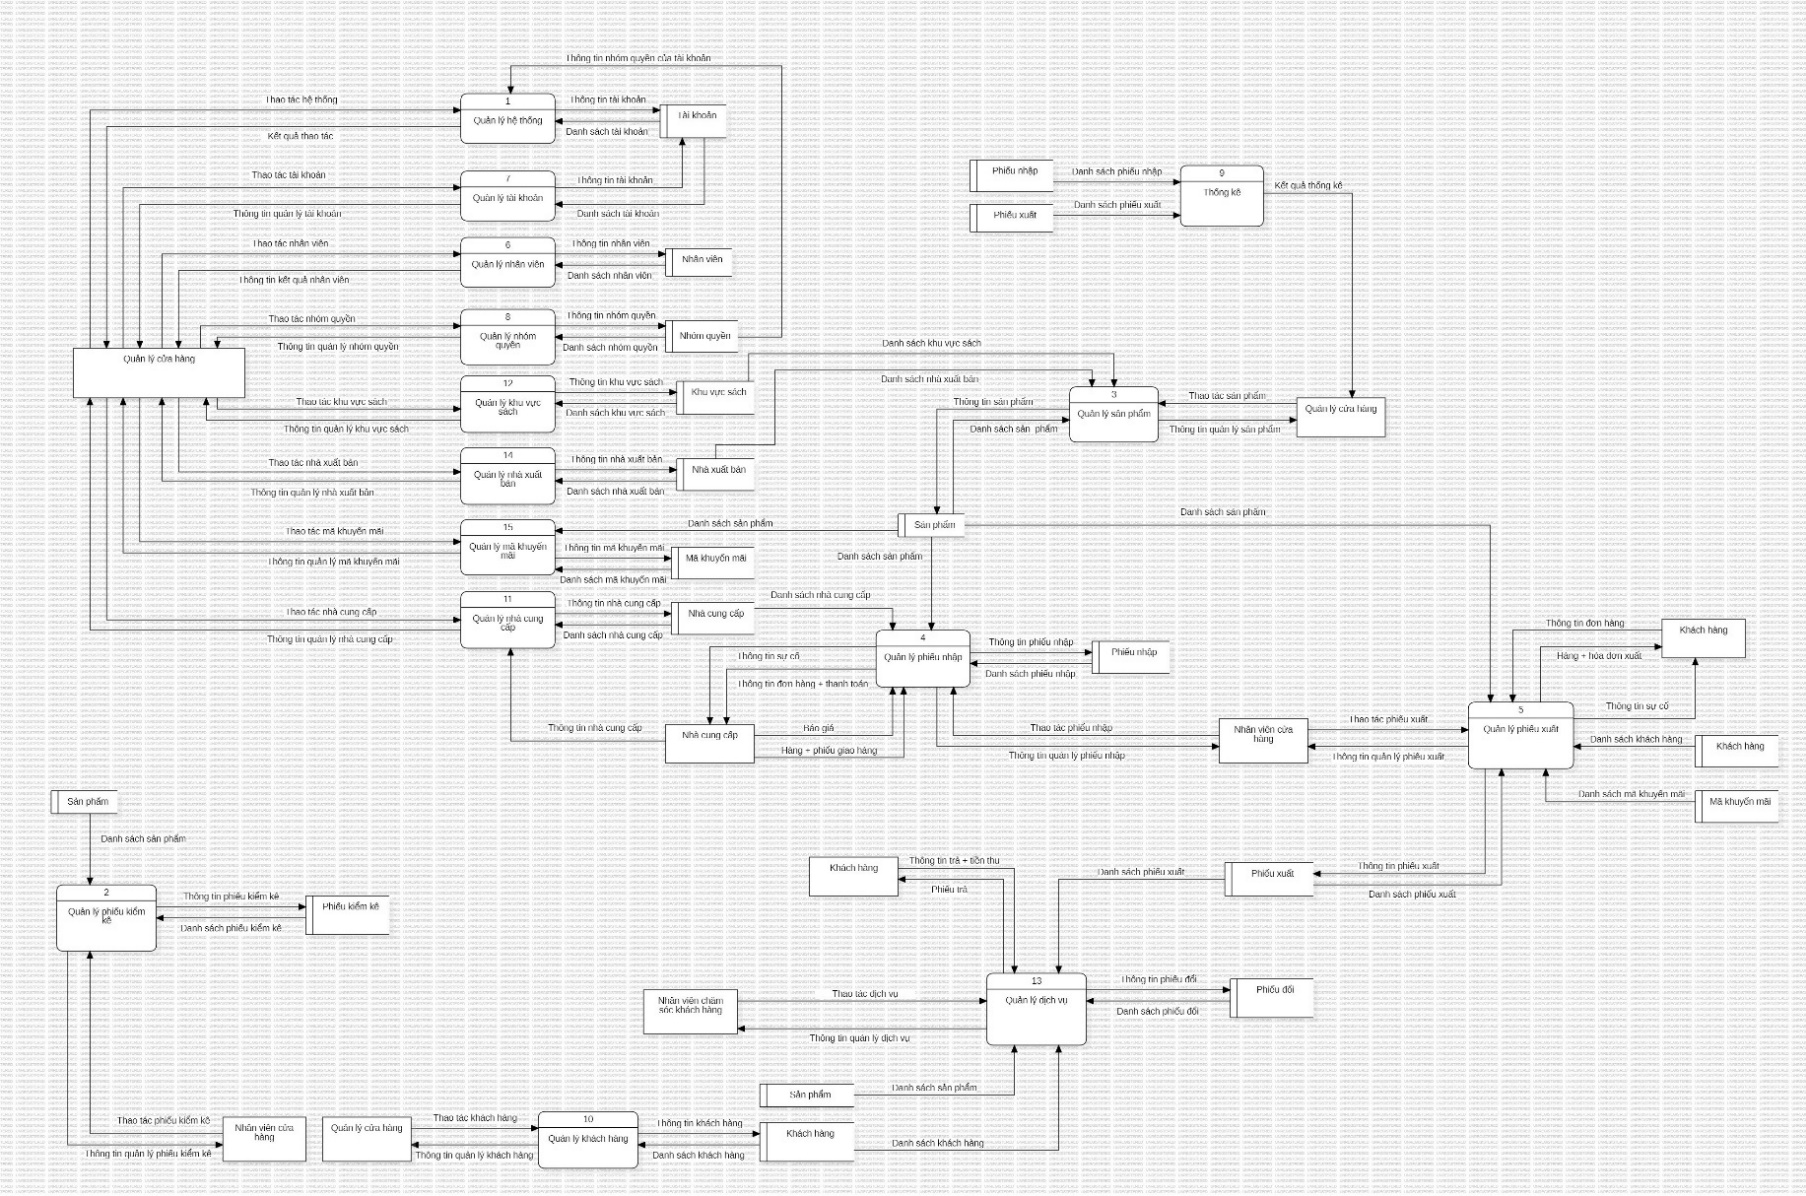 Thông tin nhóm quyền của tài khoản
Thao tác hệ thống
1
Quản lý hệ thống
Thông tin tài khoản
Tài khoản
Danh sách tài khoản
Kết quả thao tác
Thao tác tài khoản
7
Quản lý tài khoản
Thông tin tài khoản
Thông tin quản lý tài khoản
Danh sách tài khoản
Thao tác nhân viên
6
Quản lý nhân viên
Thông tin nhân viên
Nhân viên
Danh sách nhân viên
Thông tin kết quả nhân viên
Thao tác nhóm quyền
8
Quản lý nhóm
quyền
Thông tin nhóm quyền
Nhóm quyền
Danh sách nhóm quyền
Thông tin quản lý nhóm quyền
Quản lý cửa hàng
12
Quản lý khu vực
sách
Thông tin khu vực sách
Khu vực sách
Danh sách khu vực sách
Thao tác khu vực sách
Thông tin quản lý khu vực sách
14
Quản lý nhà xuất
bản
Thông tin nhà xuất bản
Nhà xuất bản
Danh sách nhà xuất bản
Thao tác nhà xuất bản
Thông tin quản lý nhà xuất bản
15
Quản lý mã khuyến
mãi
Danh sách sản phẩm
Thao tác mã khuyến mãi
Thông tin mã khuyến mãi
Mã khuyến mãi
Danh sách mã khuyến mãi
Thông tin quản lý mã khuyến mãi
11
Quản lý nhà cung
cấp
Thông tin nhà cung cấp
Nhà cung cấp
Danh sách nhà cung cấp
Thao tác nhà cung cấp
Thông tin quản lý nhà cung cấp
Phiếu nhập
Danh sách phiếu nhập
9
Thống kê
Kết quả thống kê
Phiếu xuất
Danh sách phiếu xuất
Danh sách khu vực sách
Danh sách nhà xuất bản
3
Quản lý sản phẩm
Thông tin sản phẩm
Danh sách sản phẩm
Thao tác sản phẩm
Quản lý cửa hàng
Thông tin quản lý sản phẩm
Sản phẩm
Danh sách sản phẩm
Danh sách sản phẩm
Danh sách nhà cung cấp
4
Quản lý phiếu nhập
Thông tin phiếu nhập
Phiếu nhập
Danh sách phiếu nhập
Thông tin sự cố
Thông tin đơn hàng + thanh toán
Thông tin nhà cung cấp
Nhà cung cấp
Báo giá
Hàng + phiếu giao hàng
Thao tác phiếu nhập
Thông tin quản lý phiếu nhập
Nhân viên cửa
hàng
Thao tác phiếu xuất
Thông tin quản lý phiếu xuất
5
Quản lý phiếu xuất
Thông tin đơn hàng
Khách hàng
Hàng + hóa đơn xuất
Thông tin sự cố
Danh sách khách hàng
Khách hàng
Danh sách mã khuyến mãi
Mã khuyến mãi
Thông tin phiếu xuất
Phiếu xuất
Danh sách phiếu xuất
Danh sách phiếu xuất
Khách hàng
Thông tin trả + tiền thu
Phiếu trả
13
Quản lý dịch vụ
Thông tin phiếu đổi
Phiếu đổi
Danh sách phiếu đổi
Nhân viên chăm
sóc khách hàng
Thao tác dịch vụ
Thông tin quản lý dịch vụ
Sản phẩm
Danh sách sản phẩm
Sản phẩm
Danh sách sản phẩm
2
Quản lý phiếu kiểm
kê
Thông tin phiếu kiểm kê
Phiếu kiểm kê
Danh sách phiếu kiểm kê
Thao tác phiếu kiểm kê
Nhân viên cửa
hàng
Thông tin quản lý phiếu kiểm kê
Quản lý cửa hàng
Thao tác khách hàng
Thông tin quản lý khách hàng
10
Quản lý khách hàng
Thông tin khách hàng
Khách hàng
Danh sách khách hàng
Danh sách khách hàng